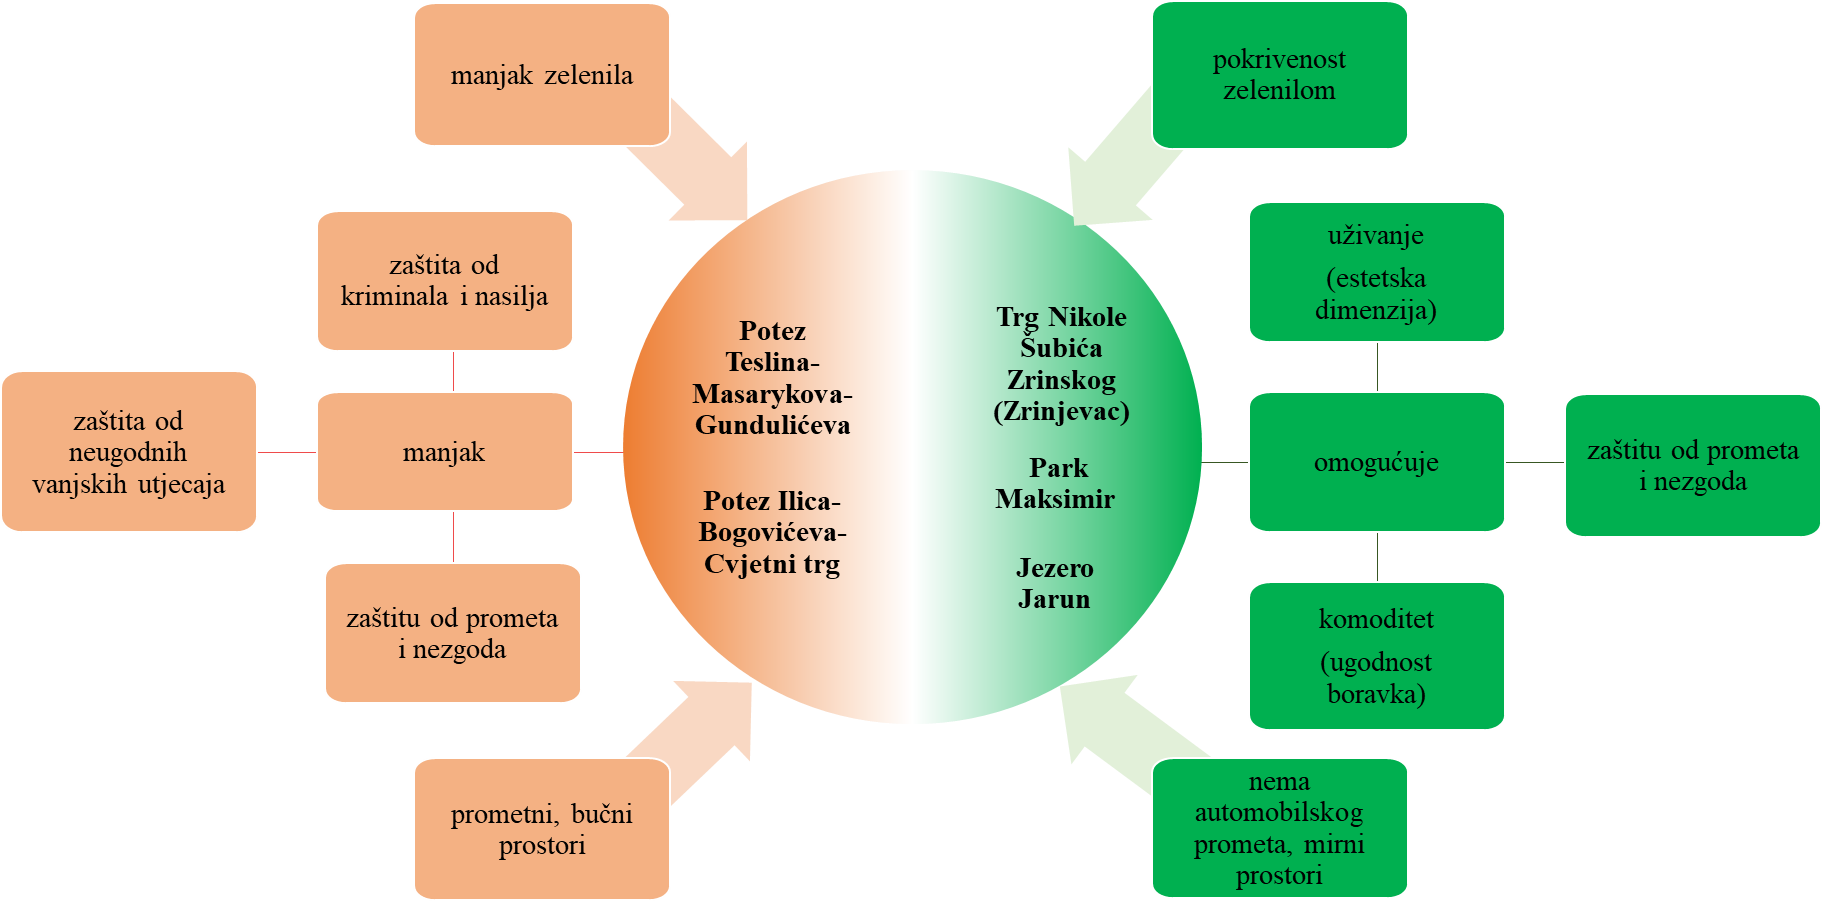 manjak zelenila
zaštita od
kriminala i nasilja
zaštita od
neugodnih
vanjskih utjecaja
manjak
zaštitu od prometa
i nezgoda
prometni, bučni
prostori
Potez
Teslina-
Masarykova-
Gundulićeva
Potez Ilica-
Bogovićeva-
Cvjetni trg
Trg Nikole
Šubića
Zrinskog
(Zrinjevac)
Park
Maksimir
Jezero
Jarun
pokrivenost
zelenilom
uživanje
(estetska
dimenzija)
omogućuje
zaštitu od prometa
i nezgoda
komoditet
(ugodnost
boravka)
nema
automobilskog
prometa, mirni
prostori